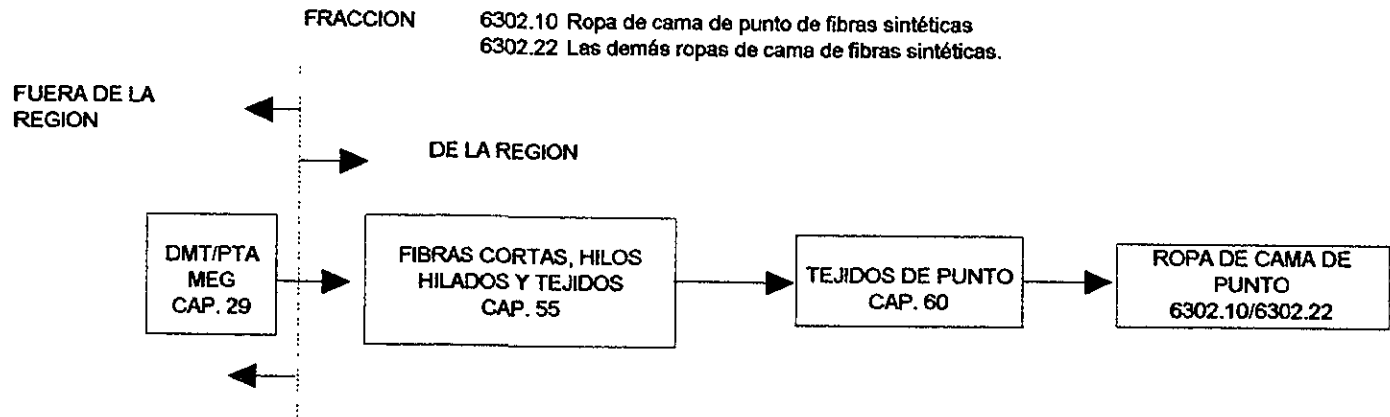 FRACCION 6302.10 Ropa de cama de punto de fibras sintéticas
6302.22 Las demás ropas de cama de fibras sintéticas.
FUERA DE LA
REGION
DE LA REGION
DMT/PTA
MEG
CAP. 29
FIBRAS CORTAS, HILOS
HILADOS Y TEJIDOS
CAP. 55
TEJIDOS DE PUNTO
CAP. 60
ROPA DE CAMA DE
PUNTO
6302.10/6302.22